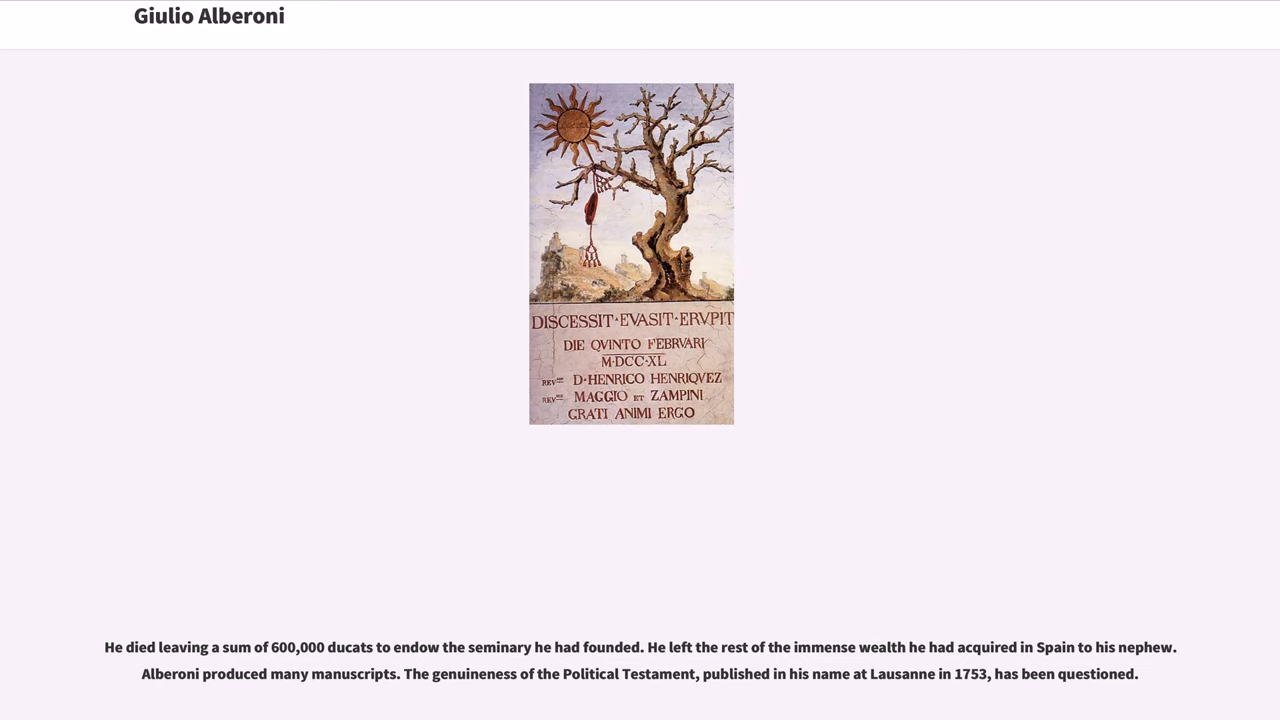 Giulio Alberoni
DISCESSIT·EVASIT·ERVPIT
DIE QVINTO FEBRVARI
M·DCC·XL
D·HENRICO HENRIQVEZ
MAGGIO ET ZAMPINI
GRATI ANIMI ERGO
He died leaving a sum of 600,000 ducats to endow the seminary he had founded. He left the rest of the immense wealth he had acquired in Spain to his nephew.
Alberoni produced many manuscripts. The genuineness of the Political Testament, published in his name at Lausanne in 1753, has been questioned.